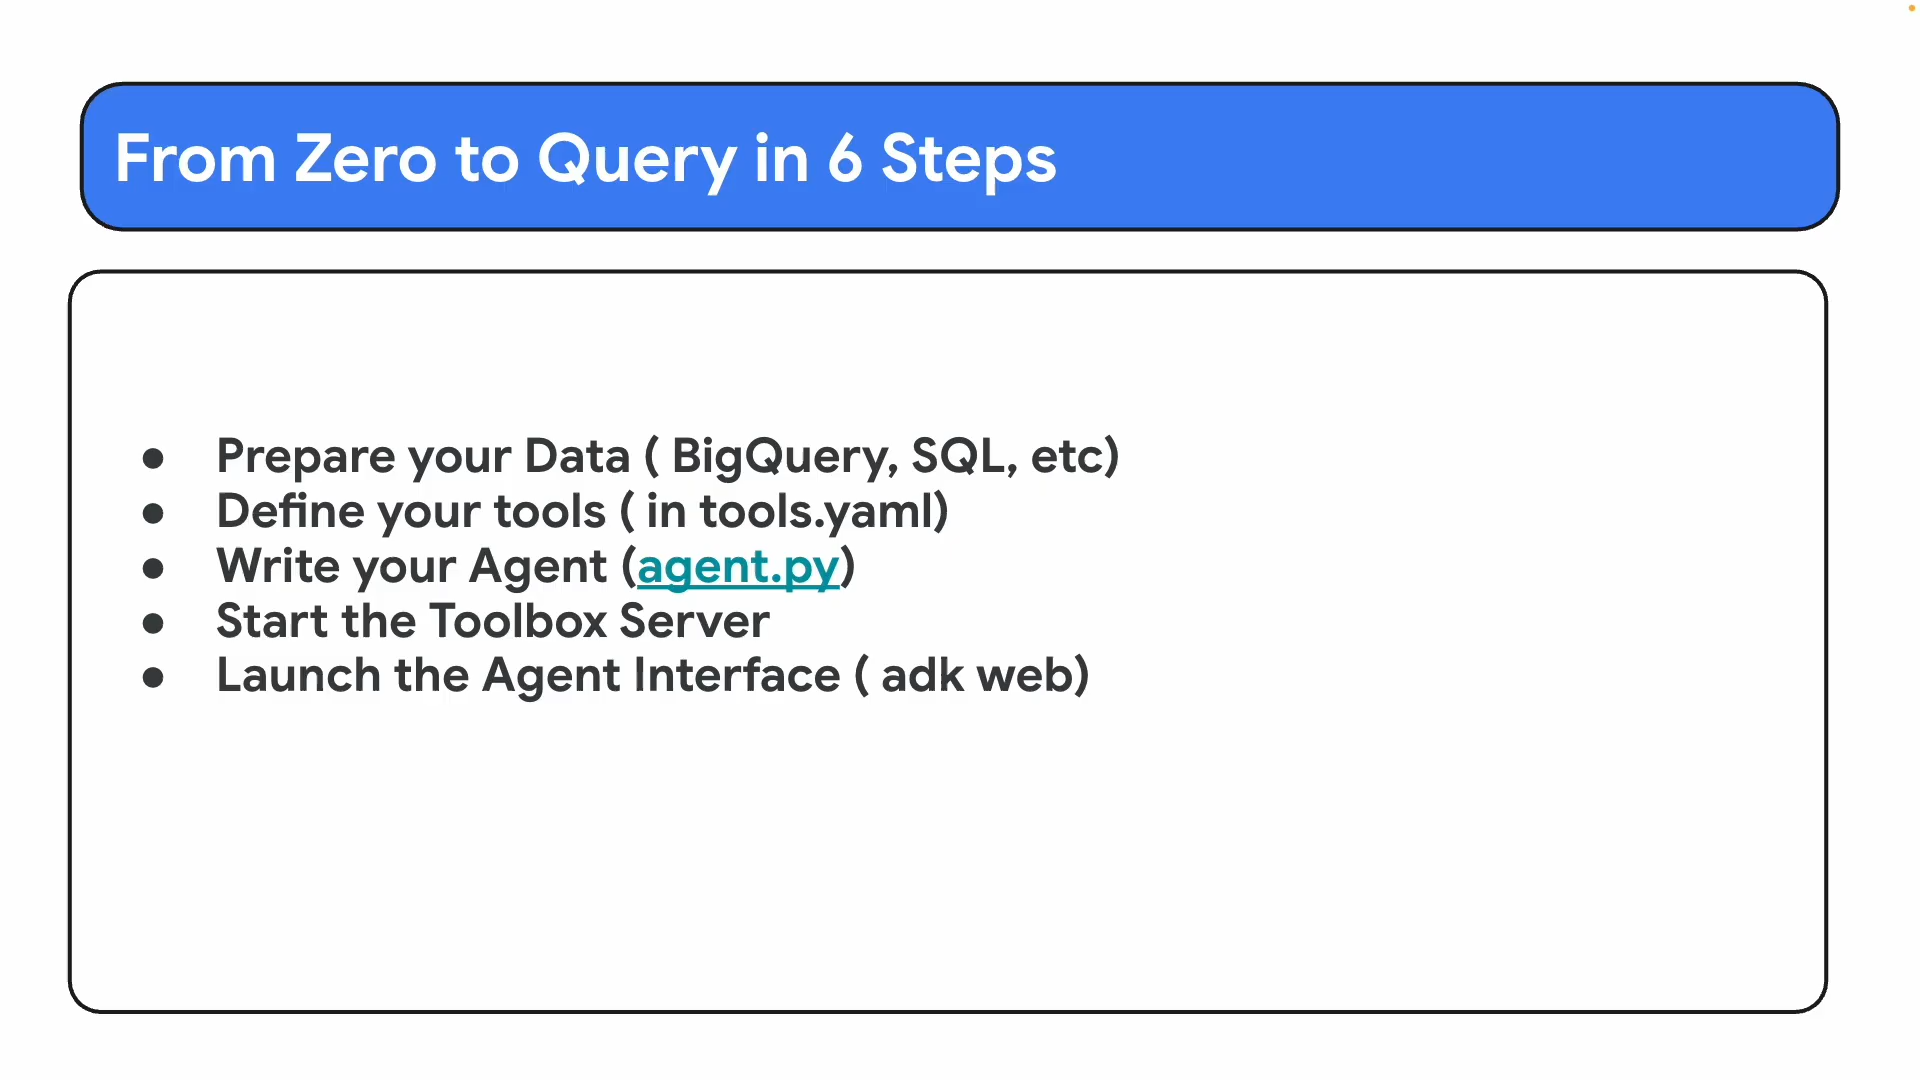 From Zero to Query in 6 Steps
● Prepare your Data ( BigQuery, SQL, etc)
● Define your tools ( in tools.yaml)
● Write your Agent (agent.py)
● Start the Toolbox Server
● Launch the Agent Interface ( adk web)